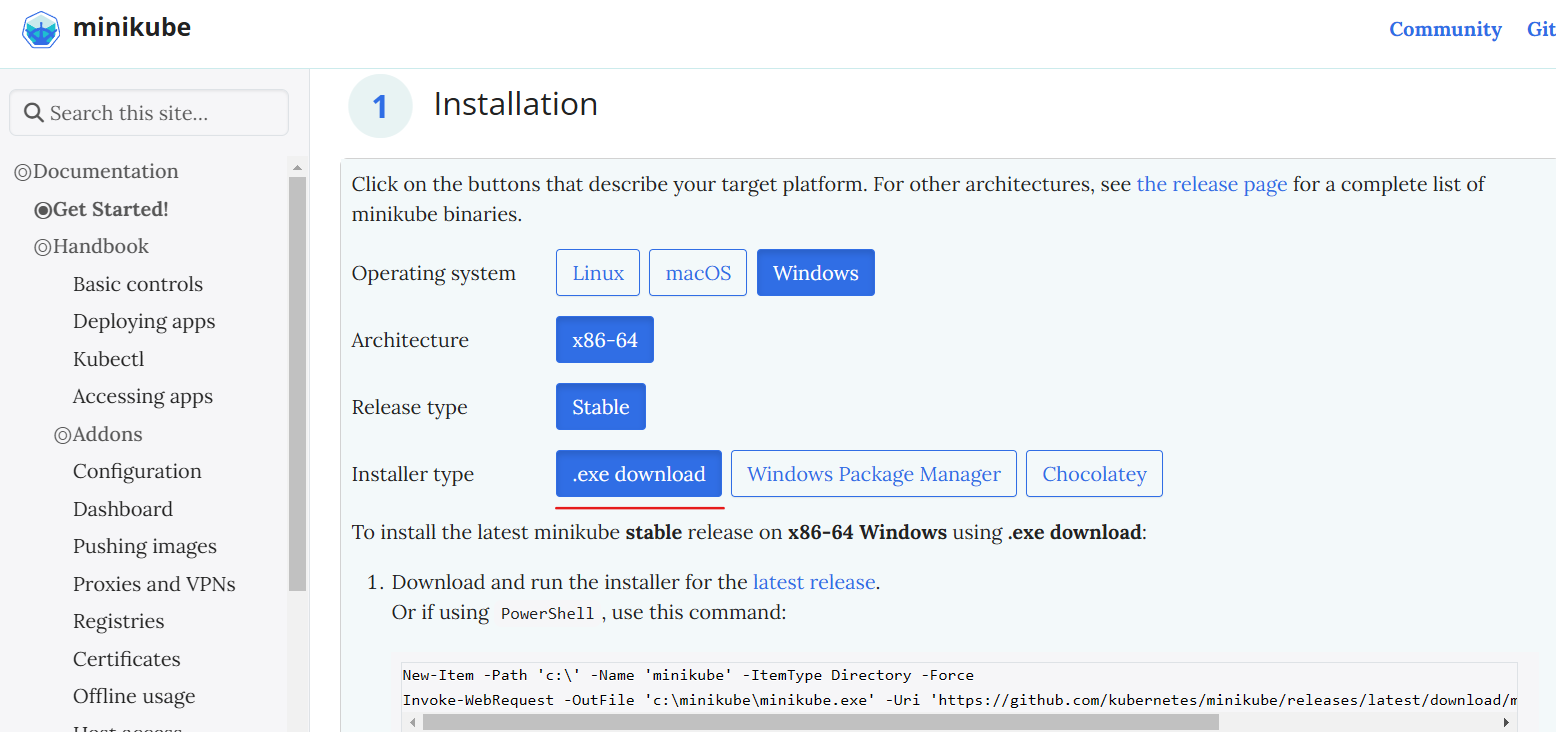 minikube
Community
Git
Search this site...
Documentation
Get Started!
Handbook
Basic controls
Deploying apps
Kubectl
Accessing apps
Addons
Configuration
Dashboard
Pushing images
Proxies and VPNs
Registries
Certificates
Offline usage
Host access
1
Installation
Click on the buttons that describe your target platform. For other architectures, see the release page for a complete list of
minikube binaries.
Operating system Linux macOS Windows
Architecture x86-64
Release type Stable
Installer type .exe download Windows Package Manager Chocolatey
To install the latest minikube stable release on x86-64 Windows using .exe download:
1. Download and run the installer for the latest release.
Or if using PowerShell, use this command:
New-Item -Path 'c:\' -Name 'minikube' -ItemType Directory -Force
Invoke-WebRequest -OutFile 'c:\minikube\minikube.exe' -Uri 'https://github.com/kubernetes/minikube/releases/latest/download/m